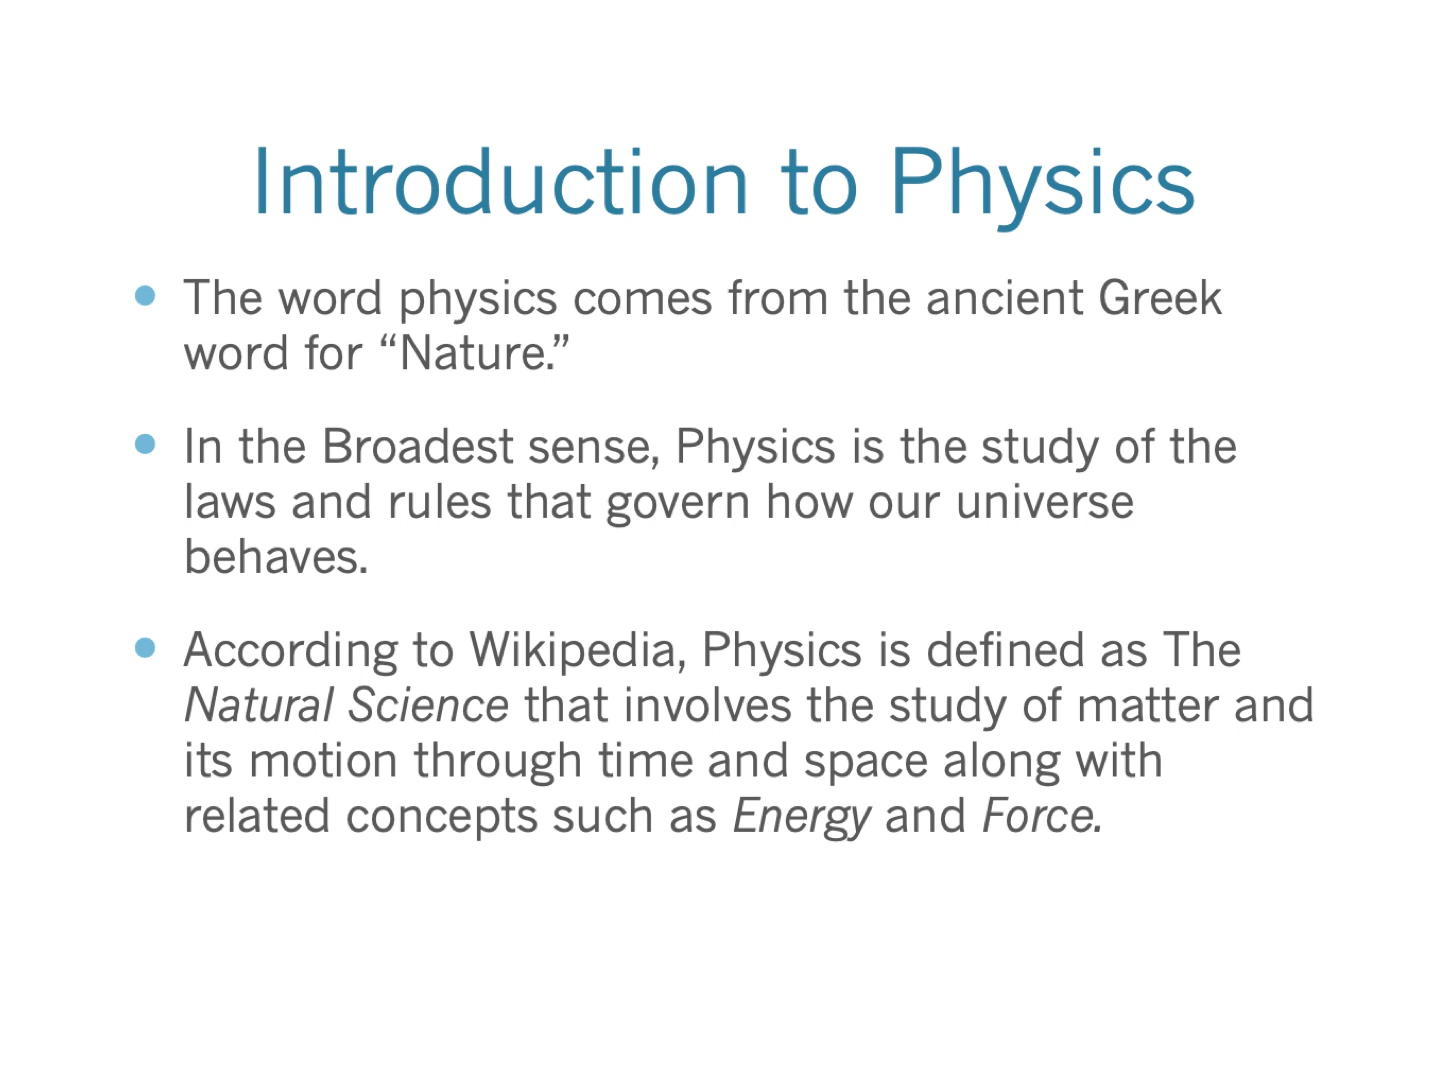 Introduction to Physics
• The word physics comes from the ancient Greek
word for “Nature.”
• In the Broadest sense, Physics is the study of the
laws and rules that govern how our universe
behaves.
• According to Wikipedia, Physics is defined as The
Natural Science that involves the study of matter and
its motion through time and space along with
related concepts such as Energy and Force.